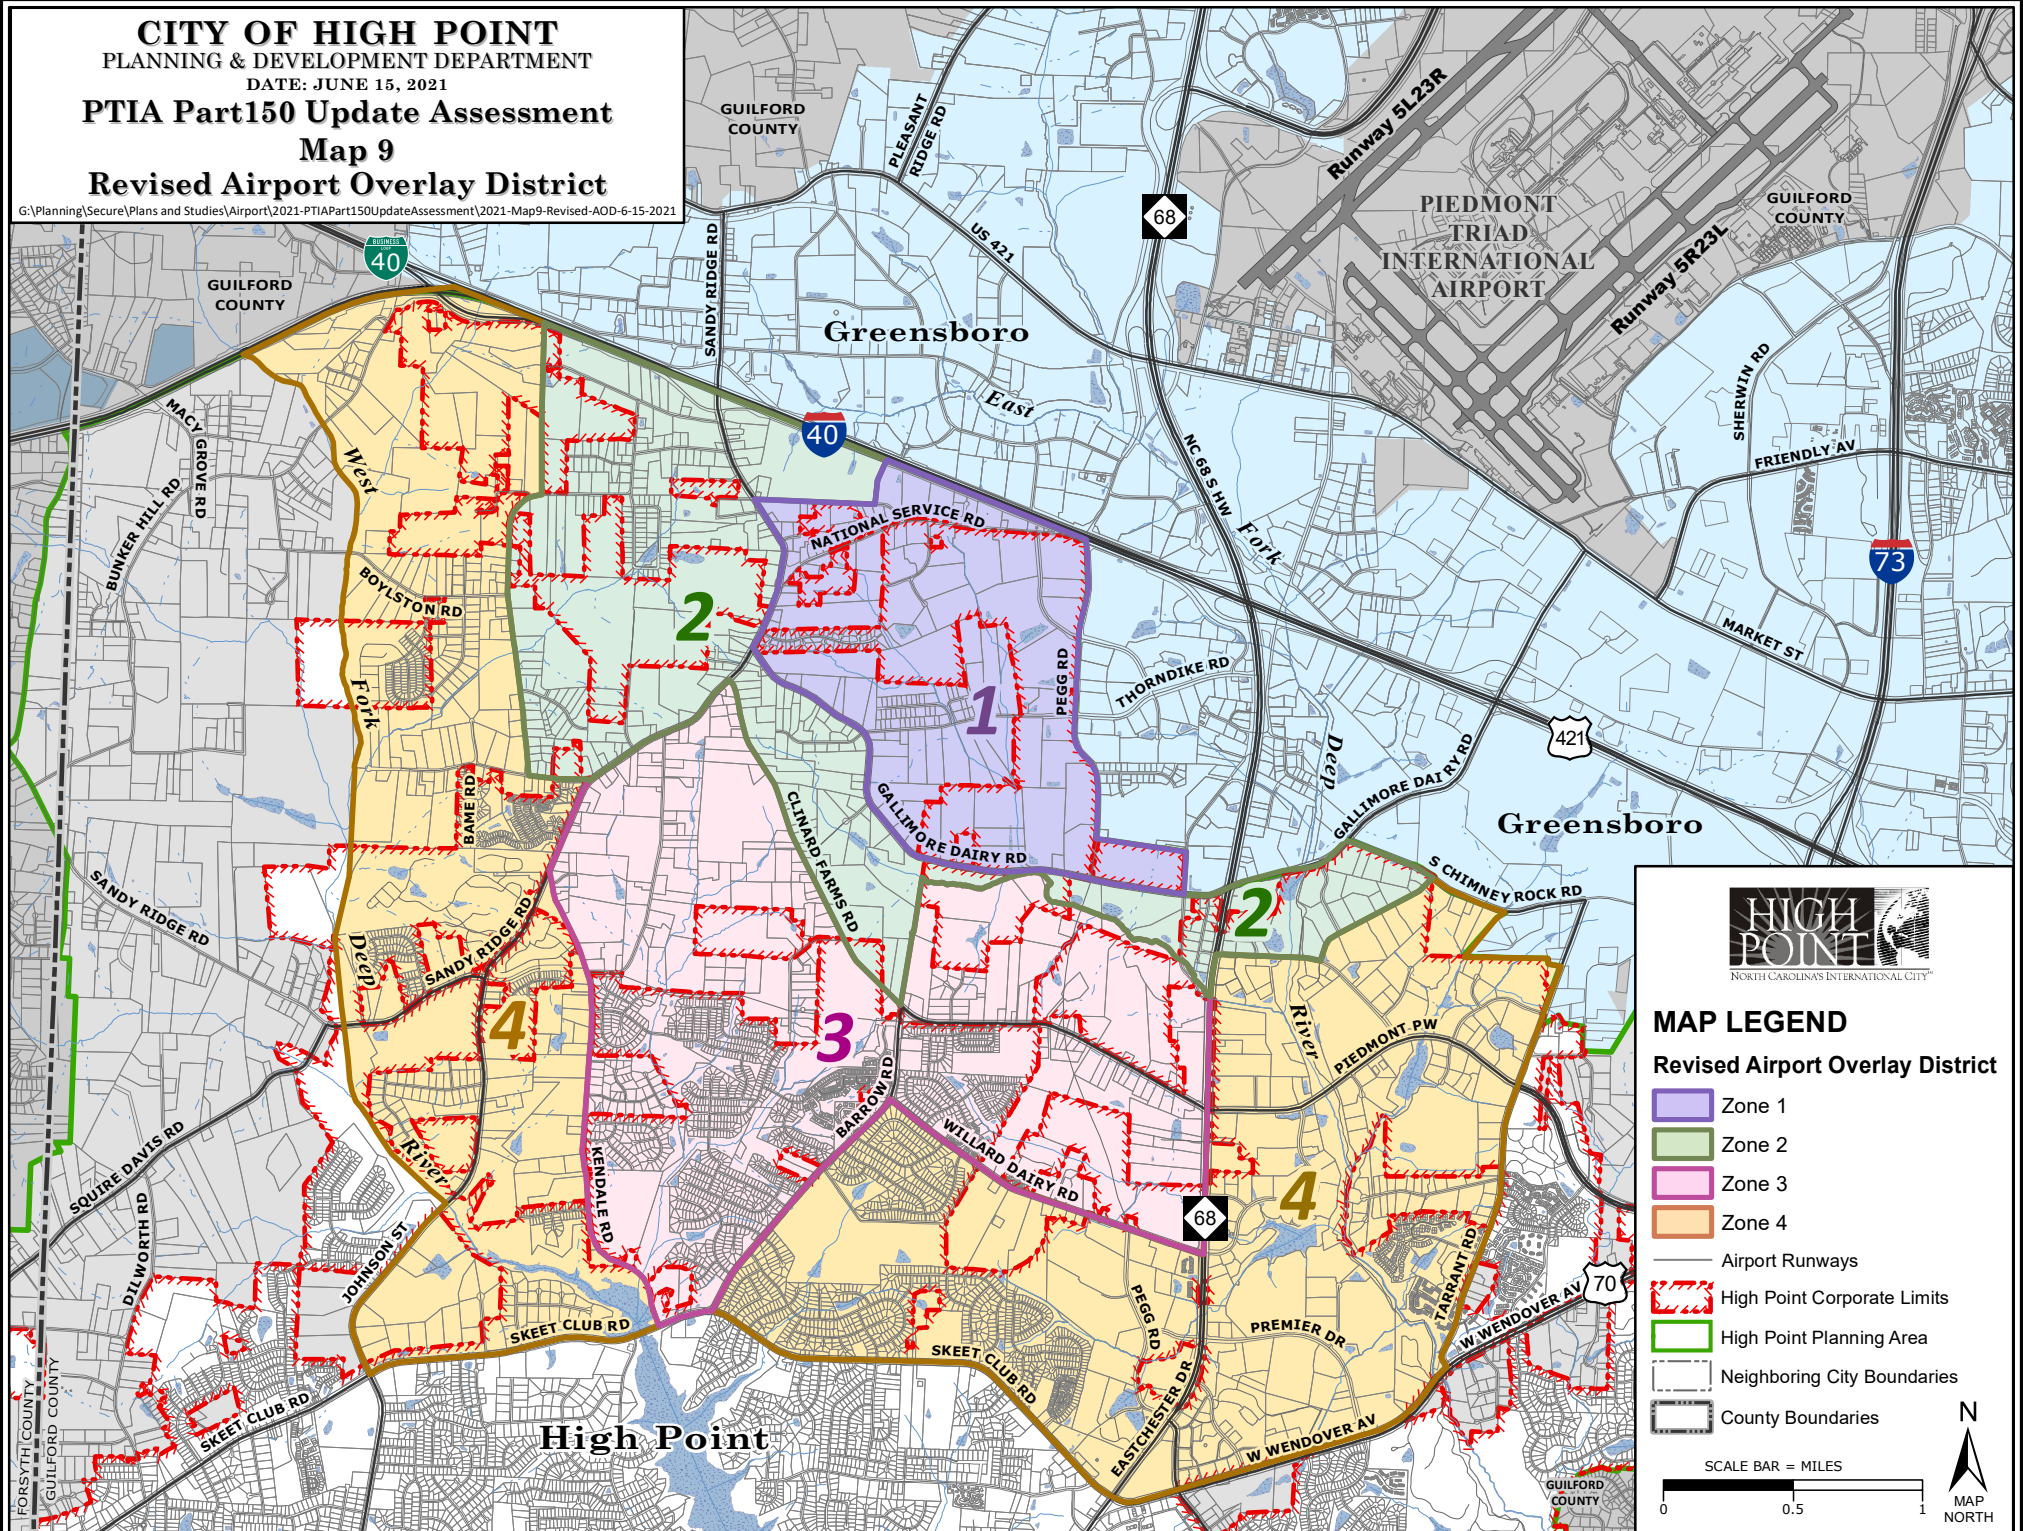 CITY OF HIGH POINT
PLANNING & DEVELOPMENT DEPARTMENT
DATE: JUNE 15, 2021
PTIA Part150 Update Assessment
Map 9
Revised Airport Overlay District
G:\Planning\Secure\Plans and Studies\Airport\2021-PTIAPart150UpdateAssessment\2021-Map9-Revised-AOD-6-15-2021
GUILFORD
COUNTY
PLEASANT
RIDGE RD
68
Runway 5L23R
PIEDMONT
TRIAD
INTERNATIONAL
AIRPORT
GUILFORD
COUNTY
Runway 5R23L
BUSINESS
LOOP
40
GUILFORD
COUNTY
SANDY RIDGE RD
US 421
Greensboro
East
40
NC 68 S HWY
Fork
SHERWIN RD
FRIENDLY AV
73
MARKET ST
MACY GROVE RD
BUNKER HILL RD
West
BOYLSTON RD
Fork
NATIONAL SERVICE RD
2
1
PEGG RD
THORNDIKE RD
Deep
421
GALLIMORE DAIRY RD
Greensboro
BAME RD
CLINARD FARMS RD
GALLIMORE DAIRY RD
S CHIMNEY ROCK RD
SANDY RIDGE RD
Deep
SANDY RIDGE RD
2
4
3
River
PIEDMONT PW
BARROW RD
WILLARD DAIRY RD
SQUIRE DAVIS RD
River
KENDALE RD
68
4
DILWORTH RD
JOHNSON ST
TARRANT RD
70
PEGG RD
PREMIER DR
W WENDOVER AV
SKEET CLUB RD
SKEET CLUB RD
EASTCHESTER DR
W WENDOVER AV
SKEET CLUB RD
High Point
FORSYTH COUNTY
GUILFORD COUNTY
GUILFORD
COUNTY
HIGH
POINT
NORTH CAROLINA'S INTERNATIONAL CITY
MAP LEGEND
Revised Airport Overlay District
Zone 1
Zone 2
Zone 3
Zone 4
Airport Runways
High Point Corporate Limits
High Point Planning Area
Neighboring City Boundaries
County Boundaries
SCALE BAR = MILES
0 0.5 1
N
MAP
NORTH